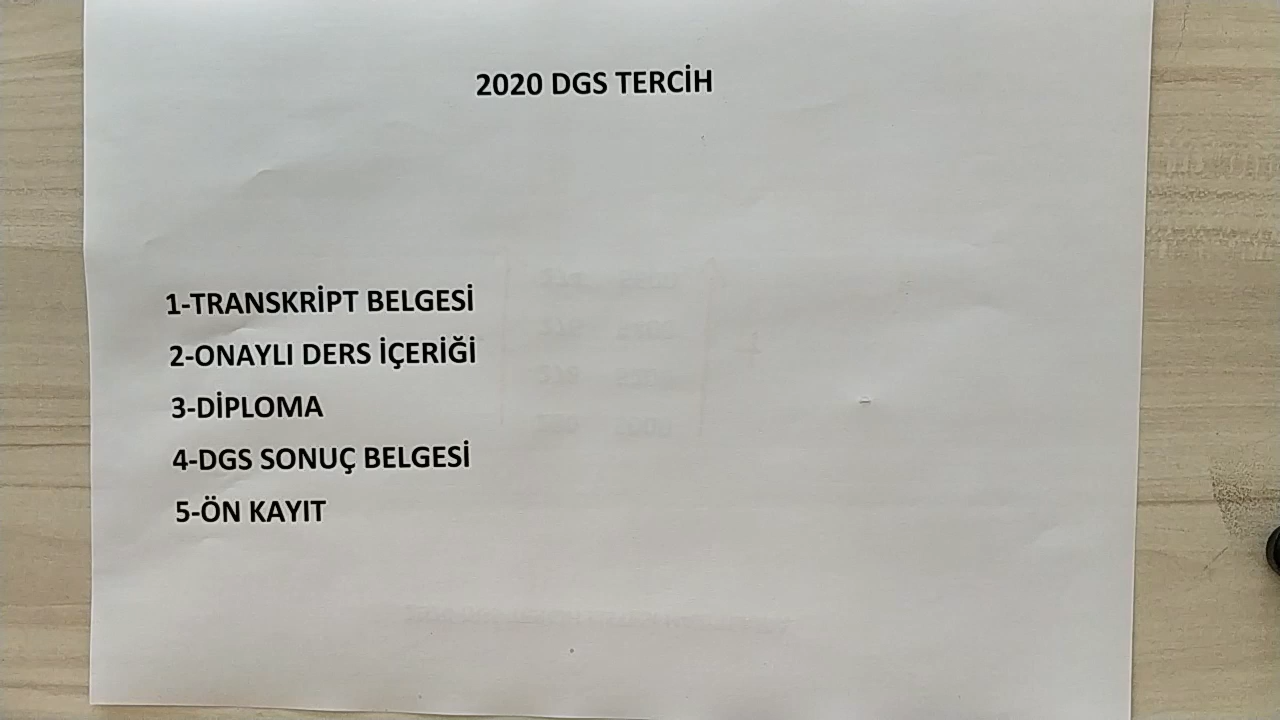 2020 DGS TERCİH
1-TRANSKRİPT BELGESİ
2-ONAYLI DERS İÇERİĞİ
3-DİPLOMA
4-DGS SONUÇ BELGESİ
5-ÖN KAYIT